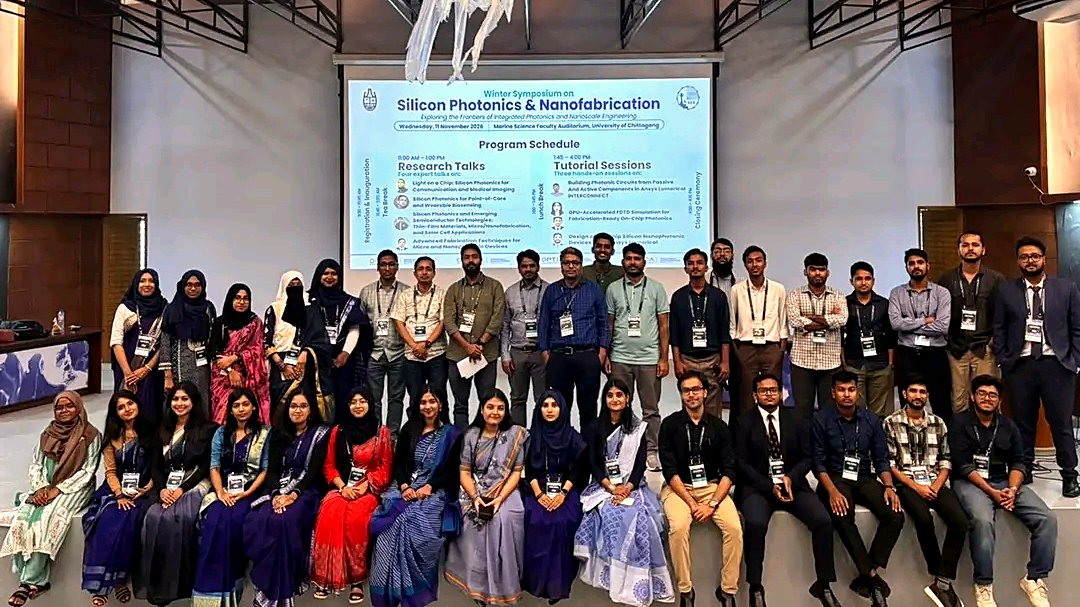 Winter Symposium on
Silicon Photonics & Nanofabrication
Exploring the Frontiers of Integrated Photonics and Nanoscale Engineering
Wednesday, 11 November 2026 | Marine Science Faculty Auditorium, University of Chittagong
Program Schedule
Registration & Inauguration
Tea Break
11:00 AM – 1:00 PM
Research Talks
Four expert talks on:
Light on a Chip: Silicon Photonics for
Communication and Medical Imaging
Silicon Photonics for Point-of-Care
and Wearable Biosensing
Silicon Photonics and Emerging
Semiconductor Technologies:
Thin-Film Materials, Micro/Nanofabrication,
and Solar Cell Applications
Advanced Fabrication Techniques for
Micro and Devices
Lunch Break
1:45 – 4:00 PM
Tutorial Sessions
Three hands-on sessions on:
Building Photonic Circuits from Passive
and Active Components in Ansys Lumerical
INTERCONNECT
GPU-Accelerated FDTD Simulation for
Fabrication-Ready On-Chip Photonics
Silicon Nanophotonic
Closing Ceremony